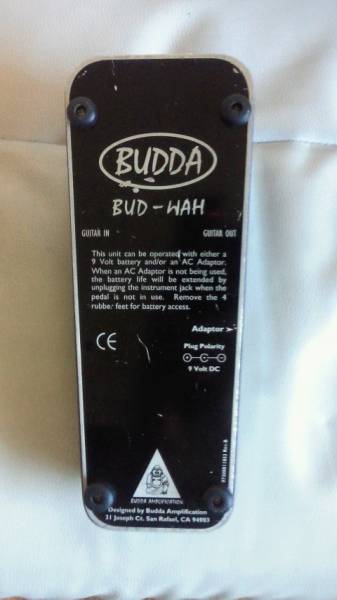 BUDDA
BUD-WAH
GUITAR IN GUITAR OUT
This unit can be operated with either a
9 Volt battery and/or an AC Adaptor.
When an AC Adaptor is not being used,
the battery life will be extended by
unplugging the instrument jack when the
pedal is not in use. Remove the 4
rubber feet for battery access.
Adaptor >
CE
Plug Polarity
9 Volt DC
BUDDA AMPLIFICATION
Designed by Budda Amplification
21 Joseph Ct. San Rafael, CA 94903